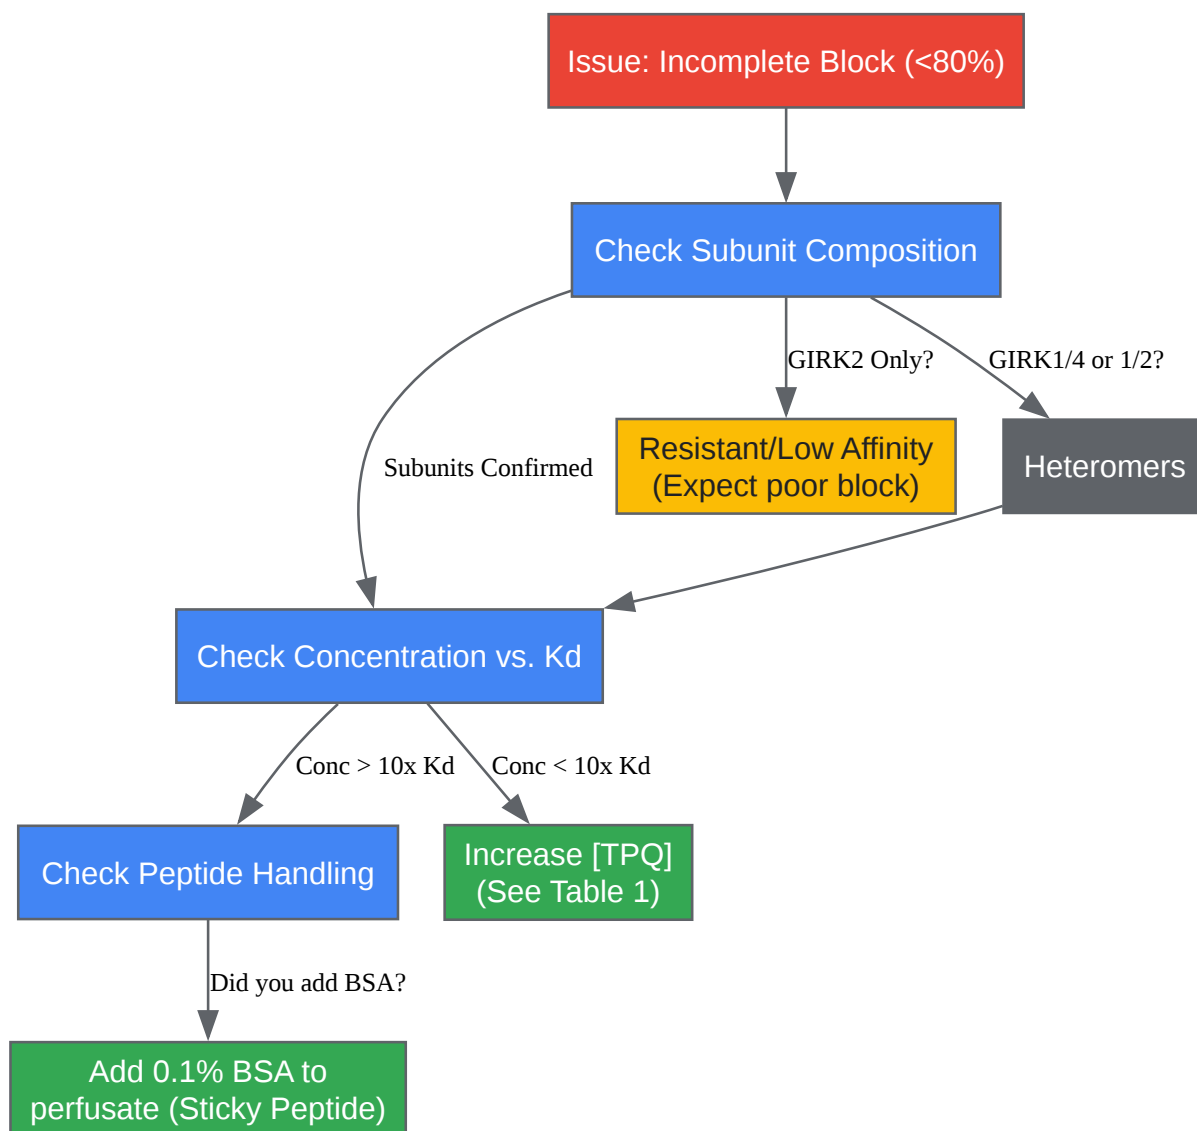 Issue: Incomplete Block (<80%)
Check Subunit Composition
GIRK2 Only?
GIRK1/4 or 1/2?
Subunits Confirmed
Resistant/Low Affinity
(Expect poor block)
Heteromers
Check Concentration vs. Kd
Conc > 10x Kd
Conc < 10x Kd
Check Peptide Handling
Increase [TPQ]
(See Table 1)
Did you add BSA?
Add 0.1% BSA to
perfusate (Sticky Peptide)